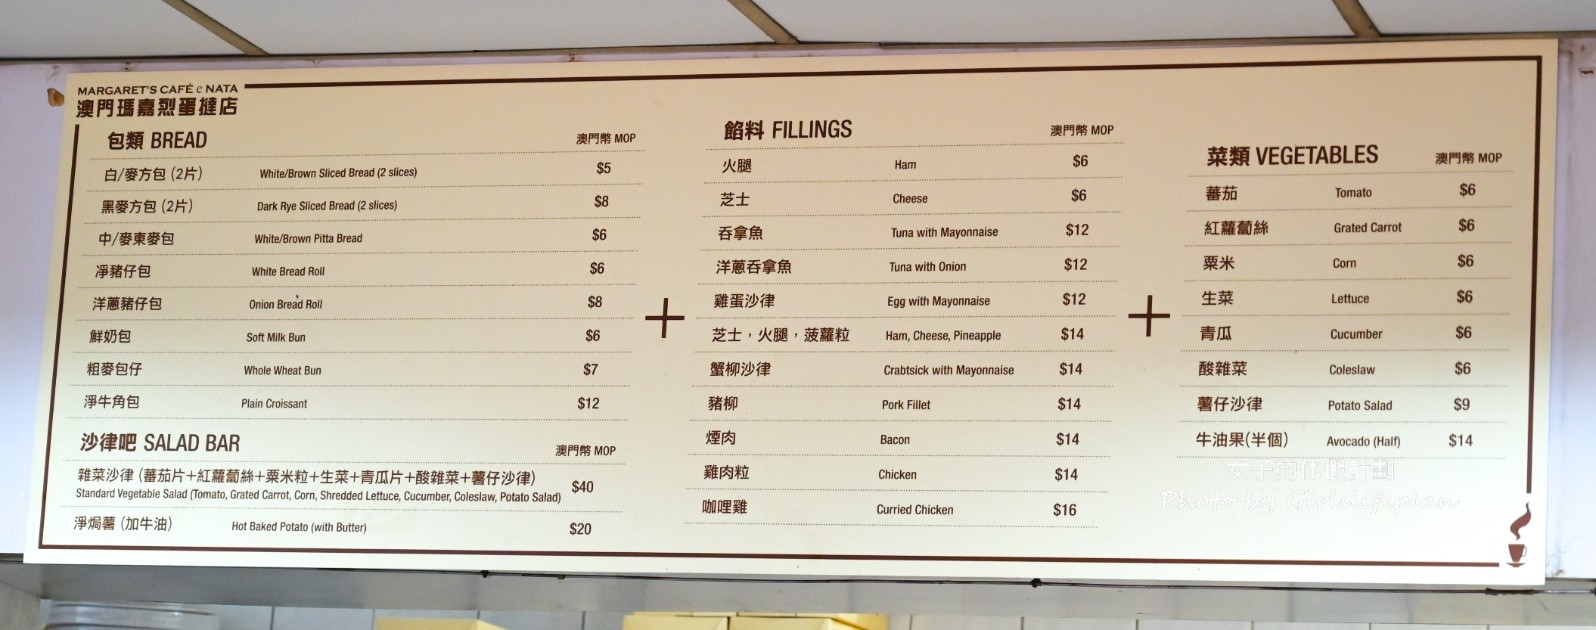 MARGARET'S CAFÉ e NATA
澳門瑪嘉烈蛋撻店
包類 BREAD 澳門幣 MOP
白/麥方包 (2片) White/Brown Sliced Bread (2 slices) $5
黑麥方包 (2片) Dark Rye Sliced Bread (2 slices) $8
中/麥東麥包 White/Brown Pitta Bread $6
凈豬仔包 White Bread Roll $6
洋蔥豬仔包 Onion Bread Roll $8
鮮奶包 Soft Milk Bun $6
粗麥包仔 Whole Wheat Bun $7
淨牛角包 Plain Croissant $12
沙律吧 SALAD BAR 澳門幣 MOP
雜菜沙律 (蕃茄片+紅蘿蔔絲+粟米粒+生菜+青瓜片+酸雜菜+薯仔沙律)
Standard Vegetable Salad (Tomato, Grated Carrot, Corn, Shredded Lettuce, Cucumber, Coleslaw, Potato Salad) $40
淨焗薯 (加牛油) Hot Baked Potato (with Butter) $20
+
餡料 FILLINGS 澳門幣 MOP
火腿 Ham $6
芝士 Cheese $6
吞拿魚 Tuna with Mayonnaise $12
洋蔥吞拿魚 Tuna with Onion $12
雞蛋沙律 Egg with Mayonnaise $12
芝士，火腿，菠蘿粒 Ham, Cheese, Pineapple $14
蟹柳沙律 Crabtsick with Mayonnaise $14
豬柳 Pork Fillet $14
煙肉 Bacon $14
雞肉粒 Chicken $14
咖哩雞 Curried Chicken $16
+
菜類 VEGETABLES 澳門幣 MOP
蕃茄 Tomato $6
紅蘿蔔絲 Grated Carrot $6
粟米 Corn $6
生菜 Lettuce $6
青瓜 Cucumber $6
酸雜菜 Coleslaw $6
薯仔沙律 Potato Salad $9
牛油果(半個) Avocado (Half) $14
女子的休假計劃
Photo by Girlslifeplan